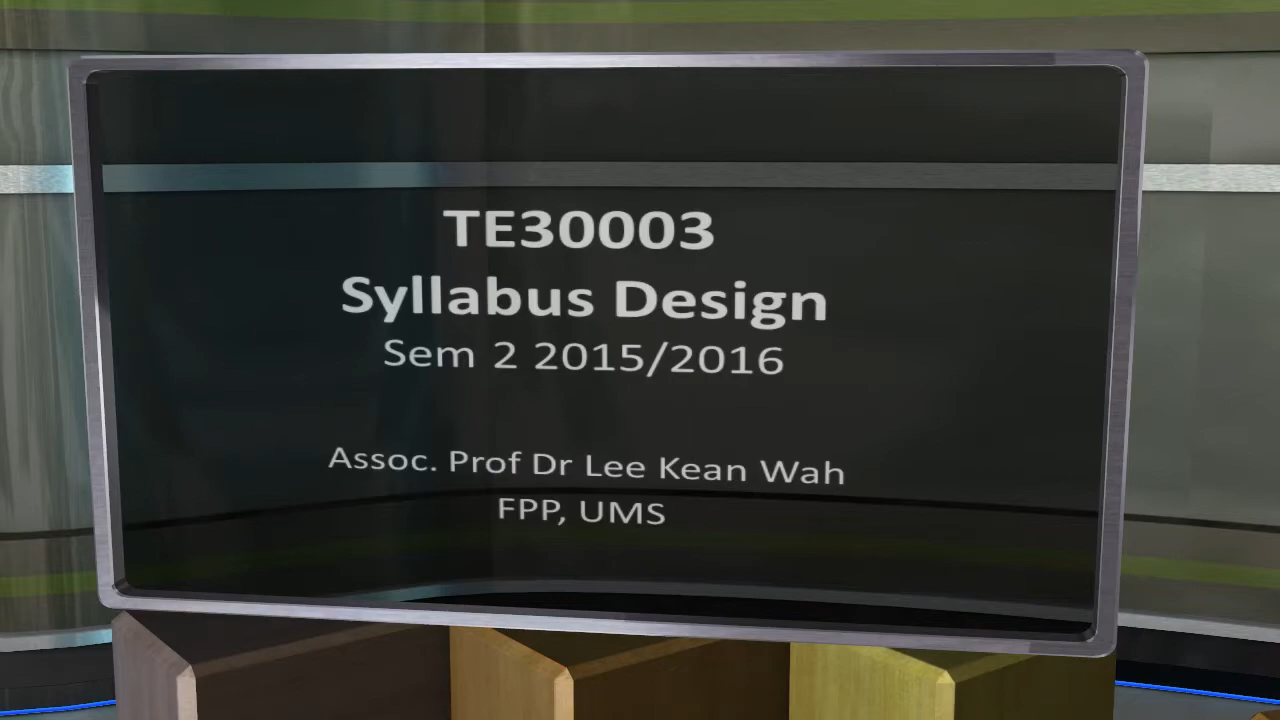 TE30003
Syllabus Design
Sem 2 2015/2016
Assoc. Prof Dr Lee Kean Wah
FPP, UMS